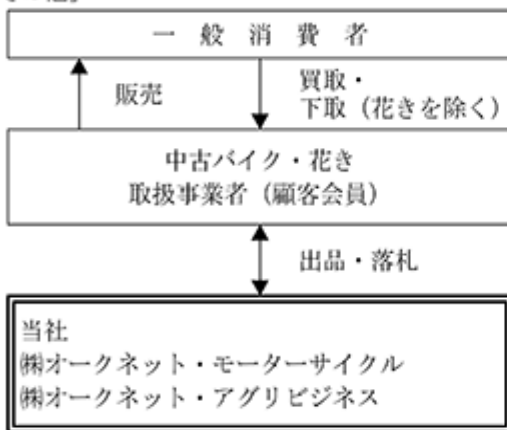 一般消費者
販売
買取・
下取（花きを除く）
中古バイク・花き
取扱事業者（顧客会員）
出品・落札
当社
㈱オークネット・モーターサイクル
㈱オークネット・アグリビジネス